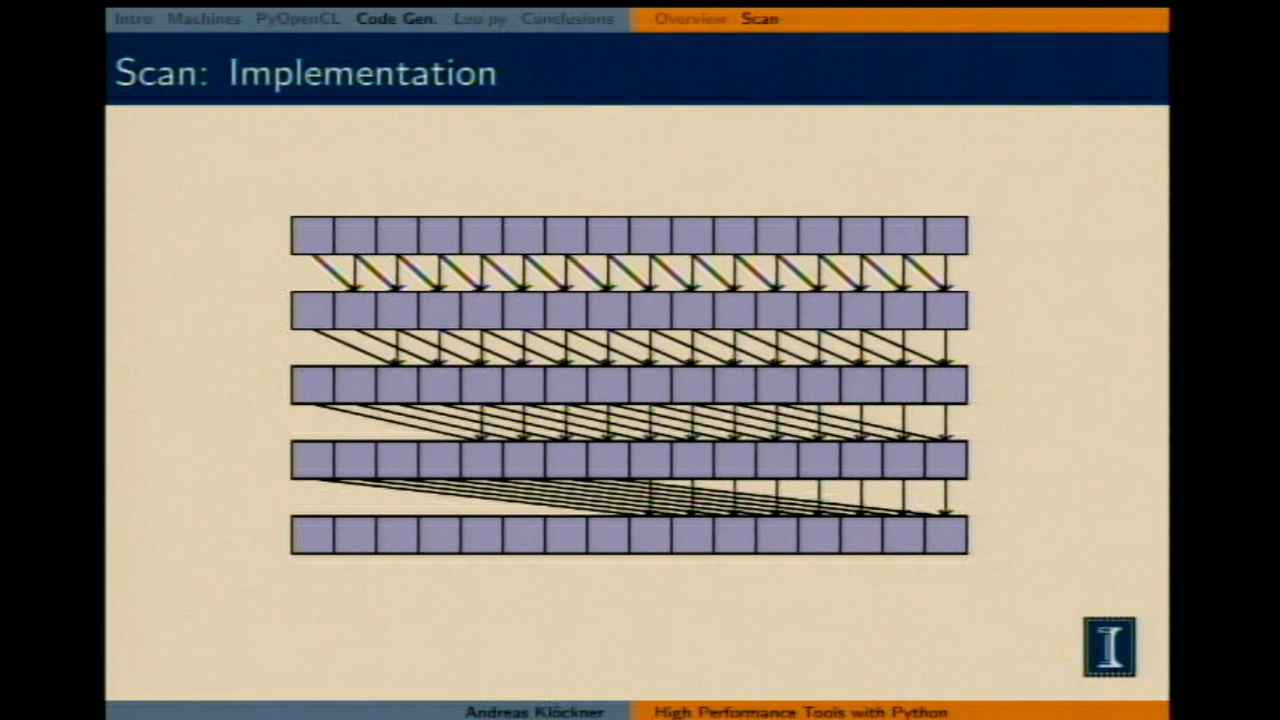 Intro Machines PyOpenCL Code Gen. Loo.py Conclusions Overview Scan
Scan: Implementation
I
Andreas Klöckner High Performance Tools with Python